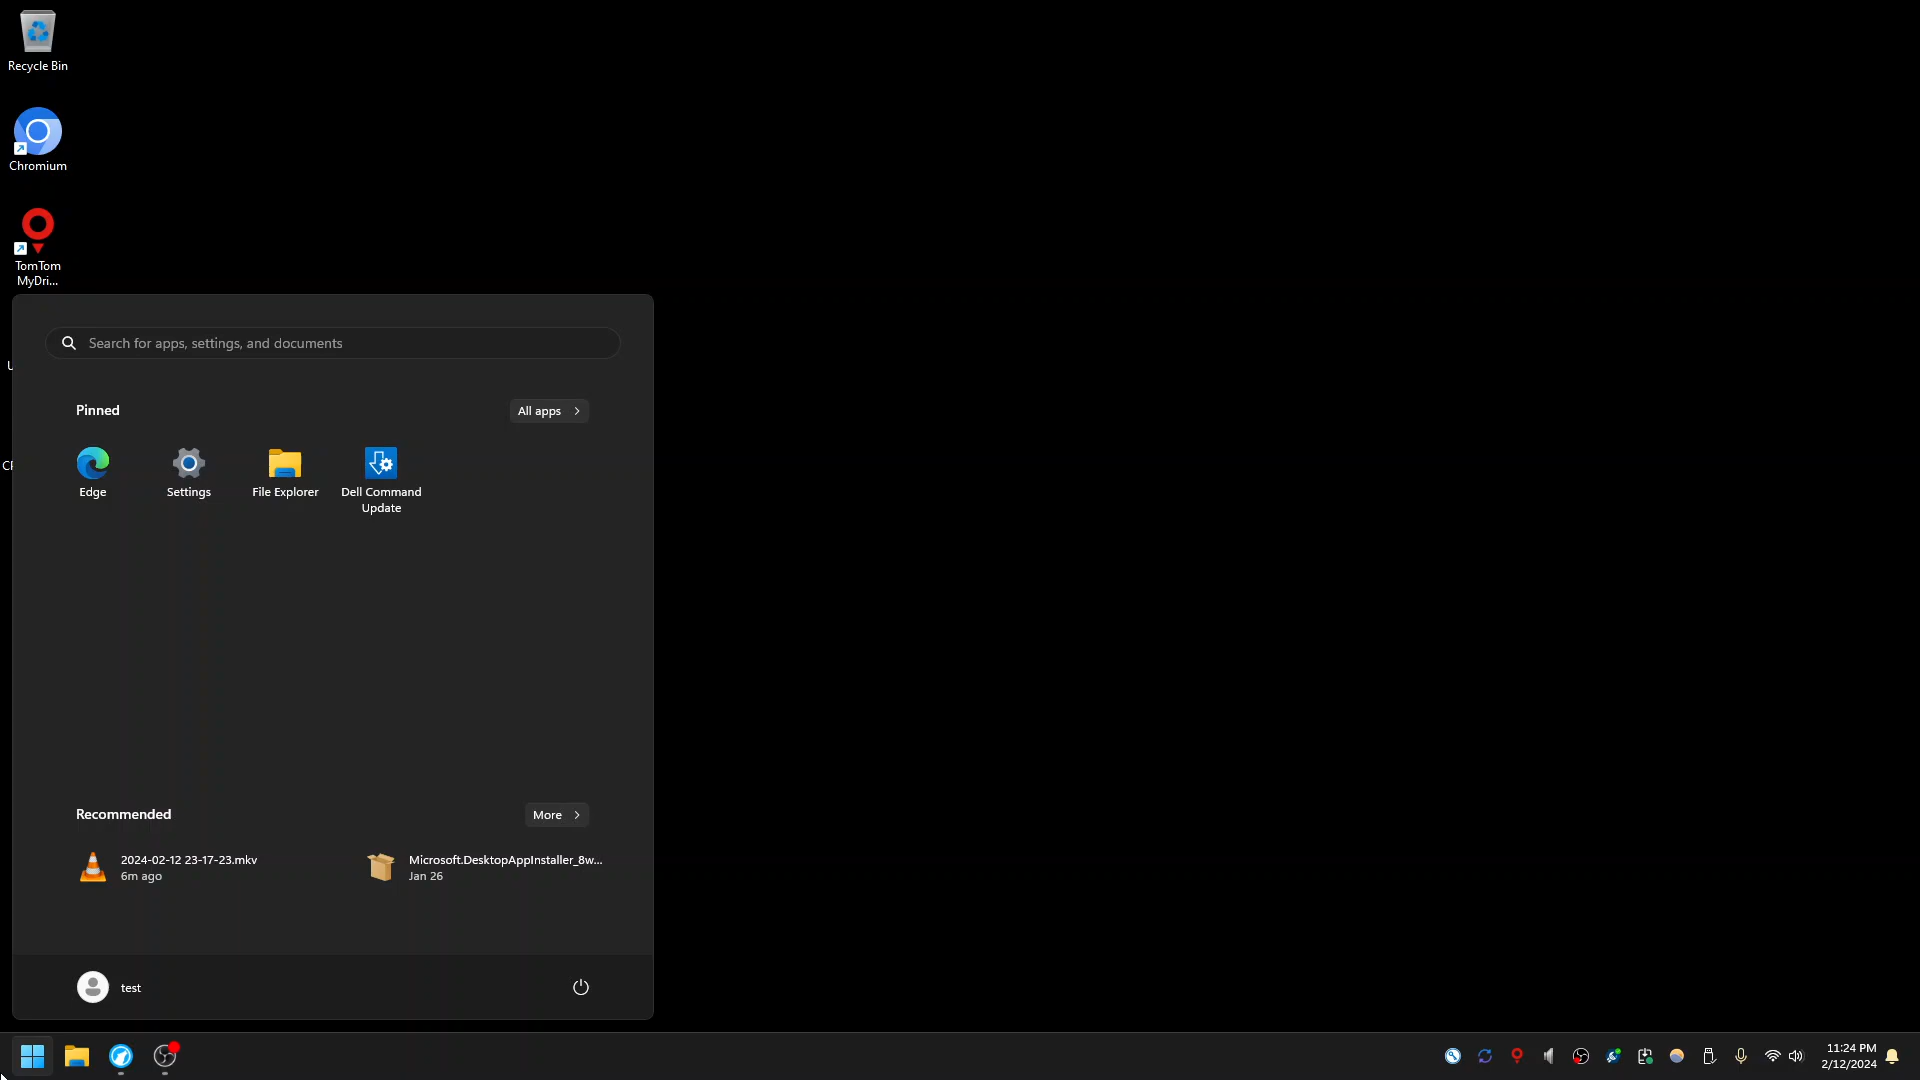 Recycle Bin
Chromium
TomTom
MyDri...
Search for apps, settings, and documents
Pinned
All apps
Edge
Settings
File Explorer
Dell Command
Update
Recommended
More
2024-02-12 23-17-23.mkv
6m ago
Microsoft.DesktopAppInstaller_8w...
Jan 26
test
11:24 PM
2/12/2024